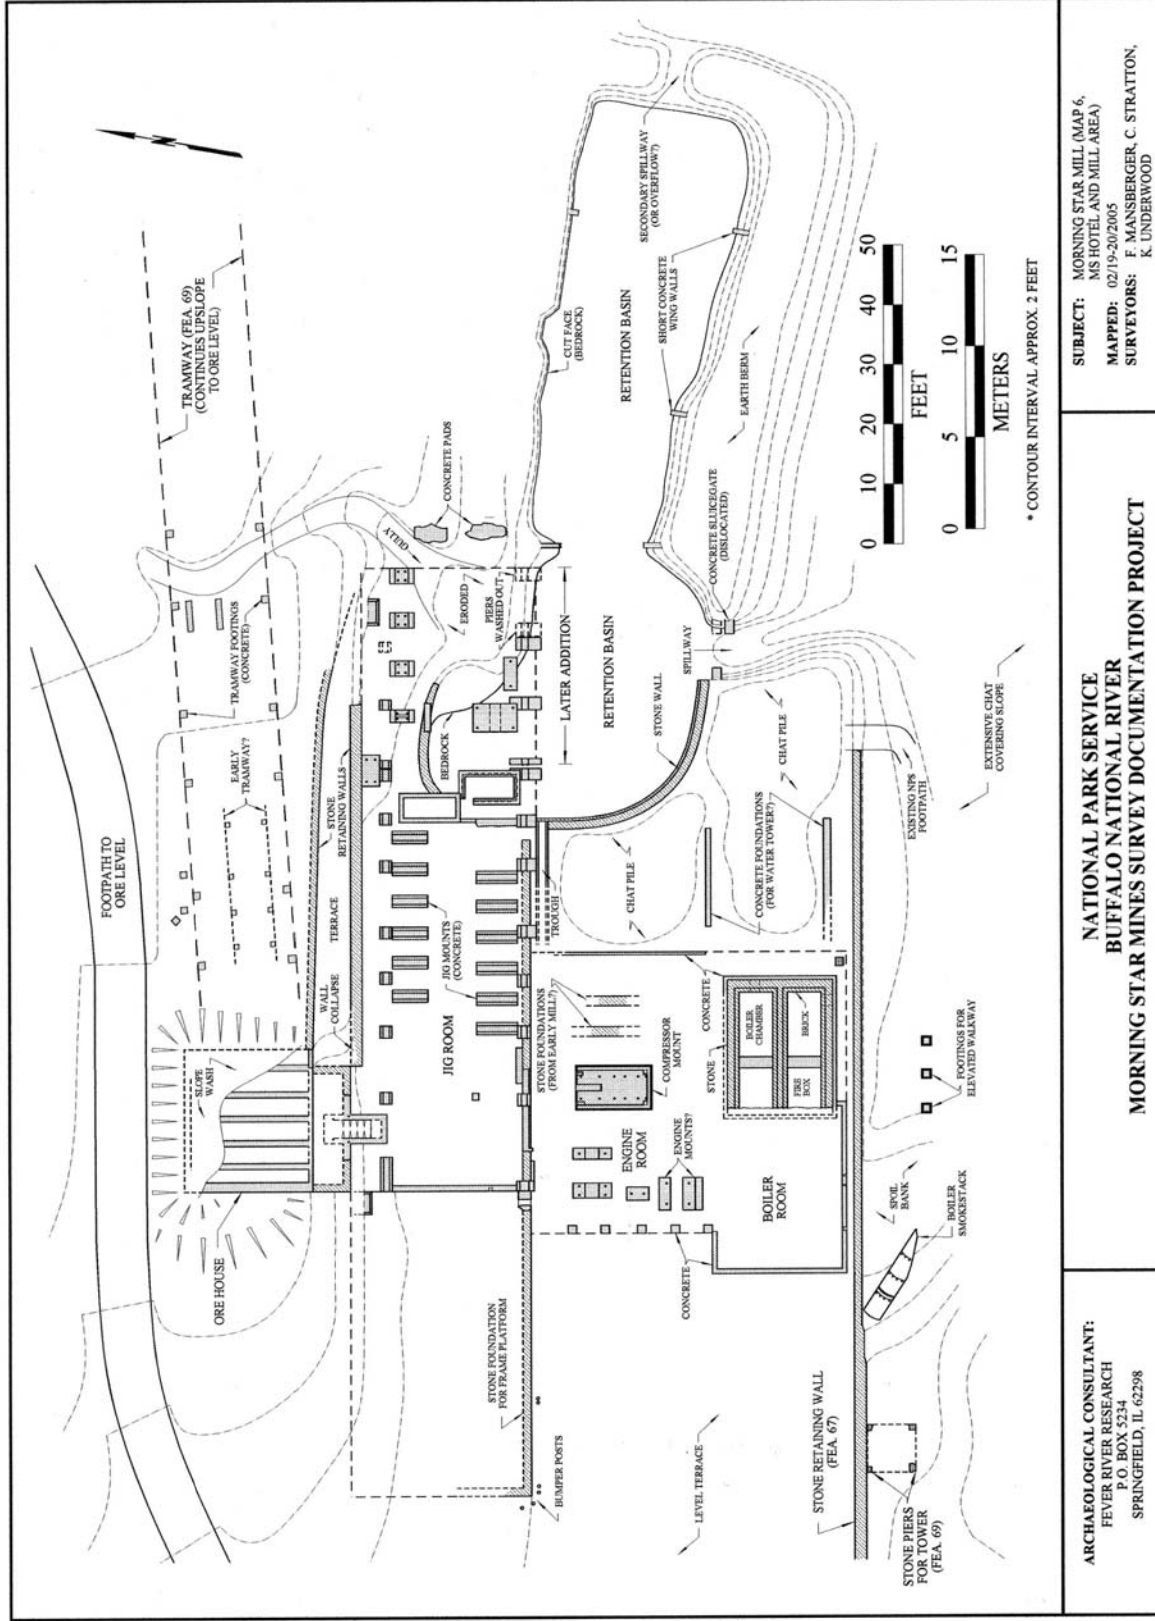 FOOTPATH TO
ORE LEVEL
N
TRAMWAY (FEA. 69)
(CONTINUES UPSLOPE
TO ORE LEVEL)
TRAMWAY FOOTINGS
(CONCRETE)
EARLY
TRAMWAY?
STONE
RETAINING WALLS
TERRACE
WALL
COLLAPSE
SLOPE
WASH
ORE HOUSE
JIG ROOM
JIG MOUNTS
(CONCRETE)
BEDROCK
GULLY
ERODED
PIERS
WASHED OUT
CONCRETE PADS
LATER ADDITION
STONE FOUNDATION
FOR FRAME PLATFORM
BUMPER POSTS
STONE FOUNDATIONS
(FROM EARLY MILL?)
TROUGH
CHAT PILE
STONE WALL
RETENTION BASIN
CUT FACE
(BEDROCK)
RETENTION BASIN
SECONDARY SPILLWAY
(OR OVERFLOW?)
SHORT CONCRETE
WING WALLS
EARTH BERM
CONCRETE SLUICEGATE
(DISLOCATED)
SPILLWAY
CHAT PILE
CONCRETE FOUNDATIONS
(FOR WATER TOWER?)
ENGINE
ROOM
ENGINE
MOUNTS?
COMPRESSOR
MOUNT
CONCRETE
STONE
BOILER
CHAMBER
BRICK
FIRE
BOX
BOILER
ROOM
CONCRETE
LEVEL TERRACE
STONE RETAINING WALL
(FEA. 67)
STONE PIERS
FOR TOWER
(FEA. 69)
SPOIL
BANK
BOILER
SMOKESTACK
FOOTINGS FOR
ELEVATED WALKWAY
EXISTING NPS
FOOTPATH
EXTENSIVE CHAT
COVERING SLOPE
0 10 20 30 40 50
FEET
0 5 10 15
METERS
* CONTOUR INTERVAL APPROX. 2 FEET
ARCHAEOLOGICAL CONSULTANT:
FEVER RIVER RESEARCH
P.O. BOX 5234
SPRINGFIELD, IL 62298
NATIONAL PARK SERVICE
BUFFALO NATIONAL RIVER
MORNING STAR MINES SURVEY DOCUMENTATION PROJECT
SUBJECT: MORNING STAR MILL (MAP 6,
MS HOTEL AND MILL AREA)
MAPPED: 02/19-20/2005
SURVEYORS: F. MANSBERGER, C. STRATTON,
K. UNDERWOOD